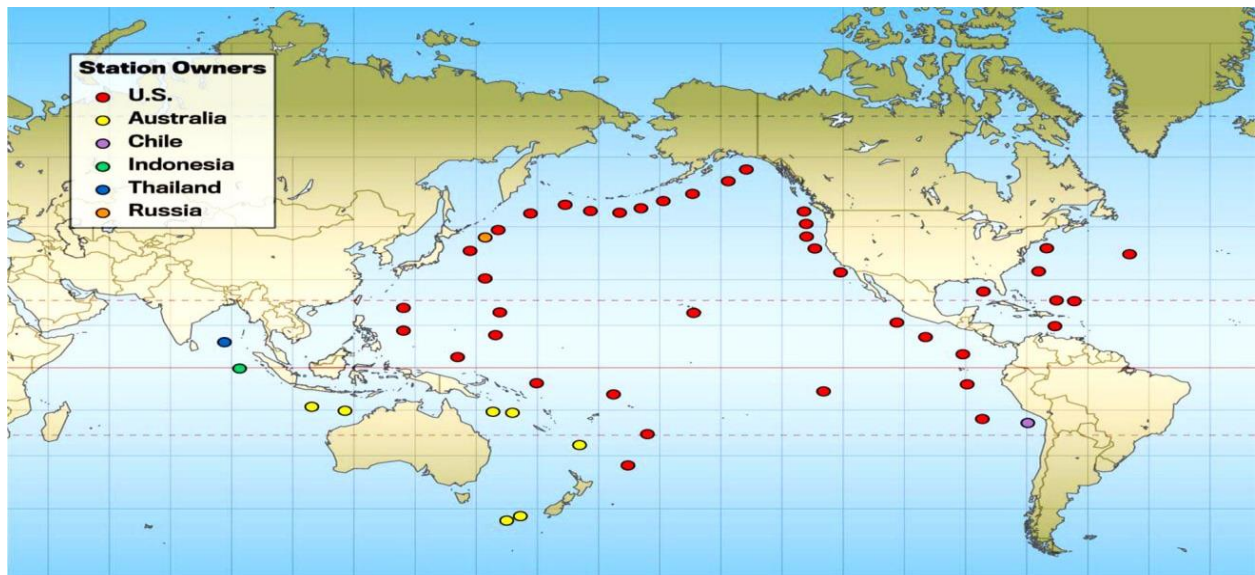 Station Owners
U.S.
Australia
Chile
Indonesia
Thailand
Russia